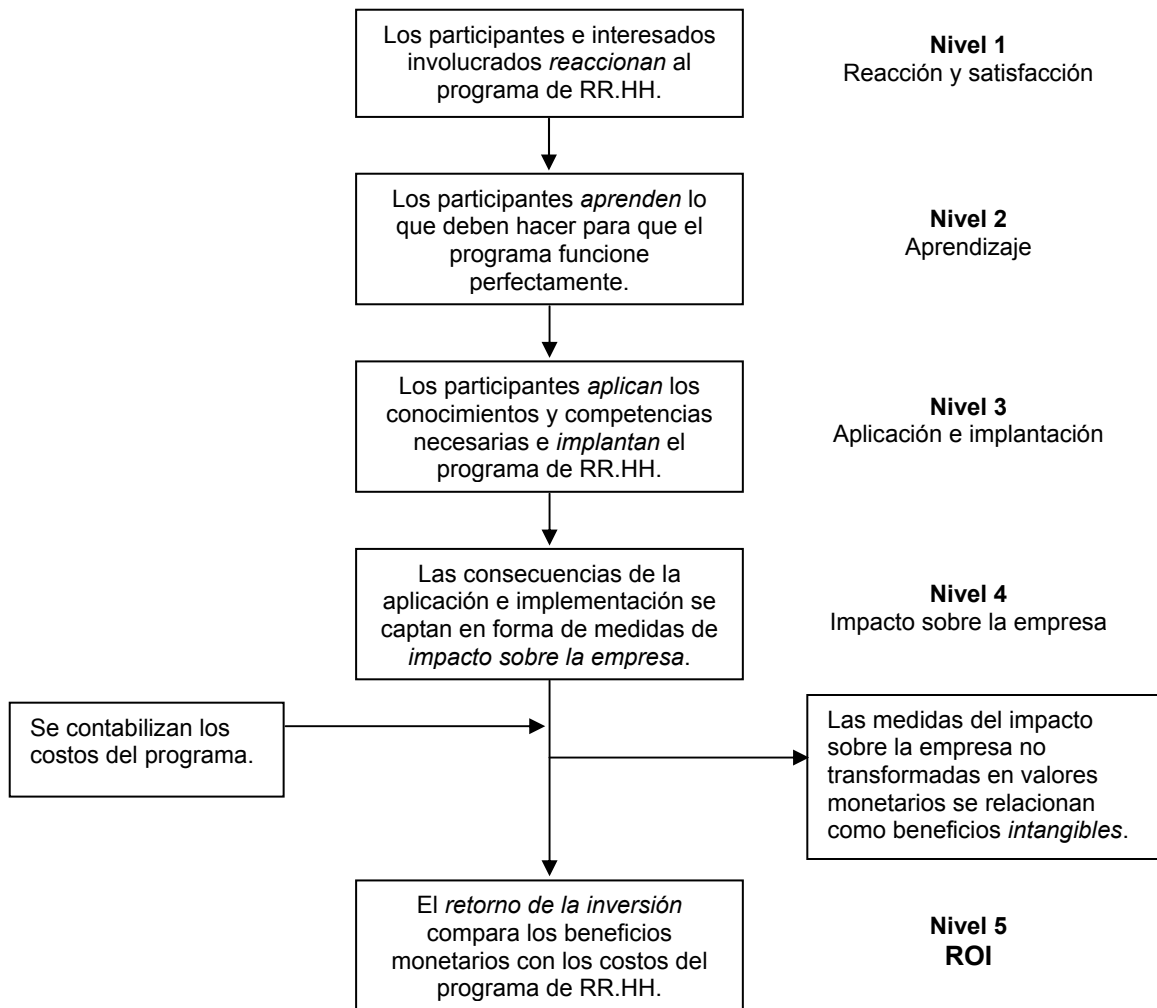 Los participantes e interesados
involucrados reaccionan al
programa de RR.HH.
Nivel 1
Reacción y satisfacción
Los participantes aprenden lo
que deben hacer para que el
programa funcione
perfectamente.
Nivel 2
Aprendizaje
Los participantes aplican los
conocimientos y competencias
necesarias e implantan el
programa de RR.HH.
Nivel 3
Aplicación e implantación
Las consecuencias de la
aplicación e implementación se
captan en forma de medidas de
impacto sobre la empresa.
Nivel 4
Impacto sobre la empresa
Se contabilizan los
costos del programa.
Las medidas del impacto
sobre la empresa no
transformadas en valores
monetarios se relacionan
como beneficios intangibles.
El retorno de la inversión
compara los beneficios
monetarios con los costos del
programa de RR.HH.
Nivel 5
ROI